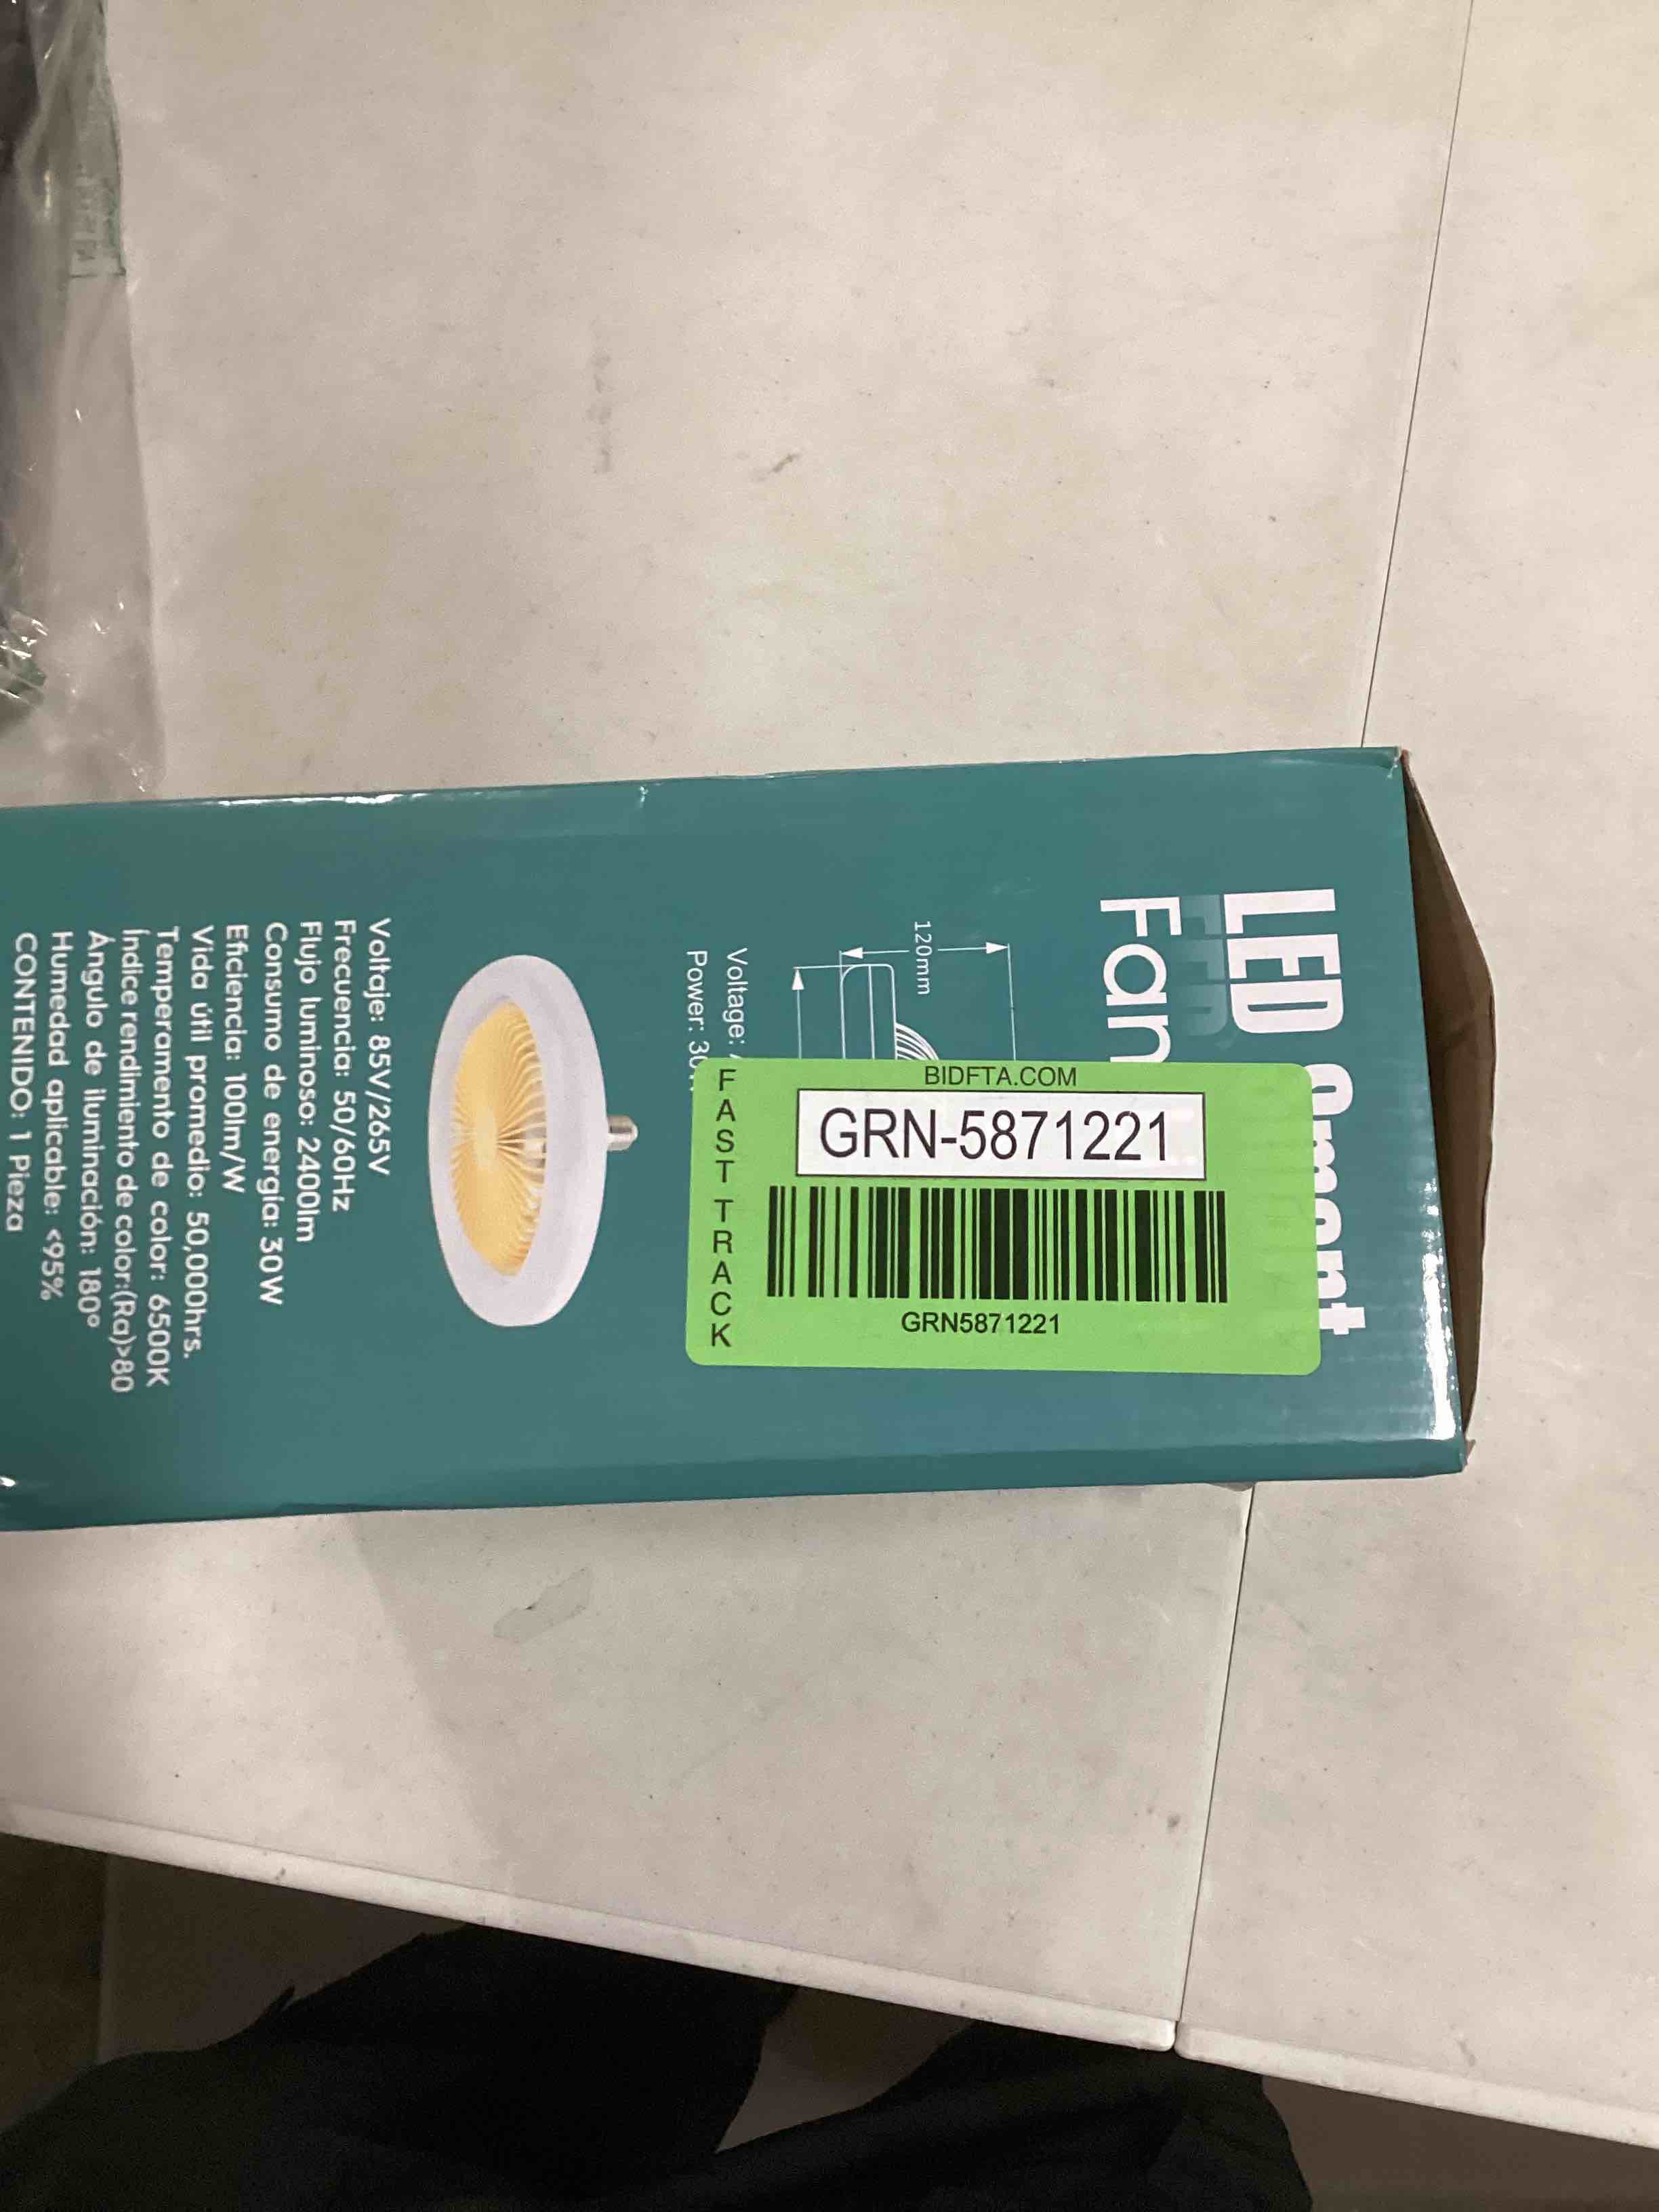 LED Smart
Fan
120mm
Voltage:
Power: 30
BIDFTA.COM
GRN-5871221
GRN5871221
FAST TRACK
Voltaje: 85V/265V
Frecuencia: 50/60Hz
Flujo luminoso: 2400lm
Consumo de energía: 30W
Eficiencia: 100lm/W
Vida útil promedio: 50,000hrs.
Temperamento de color: 6500K
Índice rendimiento de color:(Ra)>80
Ángulo de iluminación: 180°
Humedad aplicable: <95%
CONTENIDO: 1 Pieza